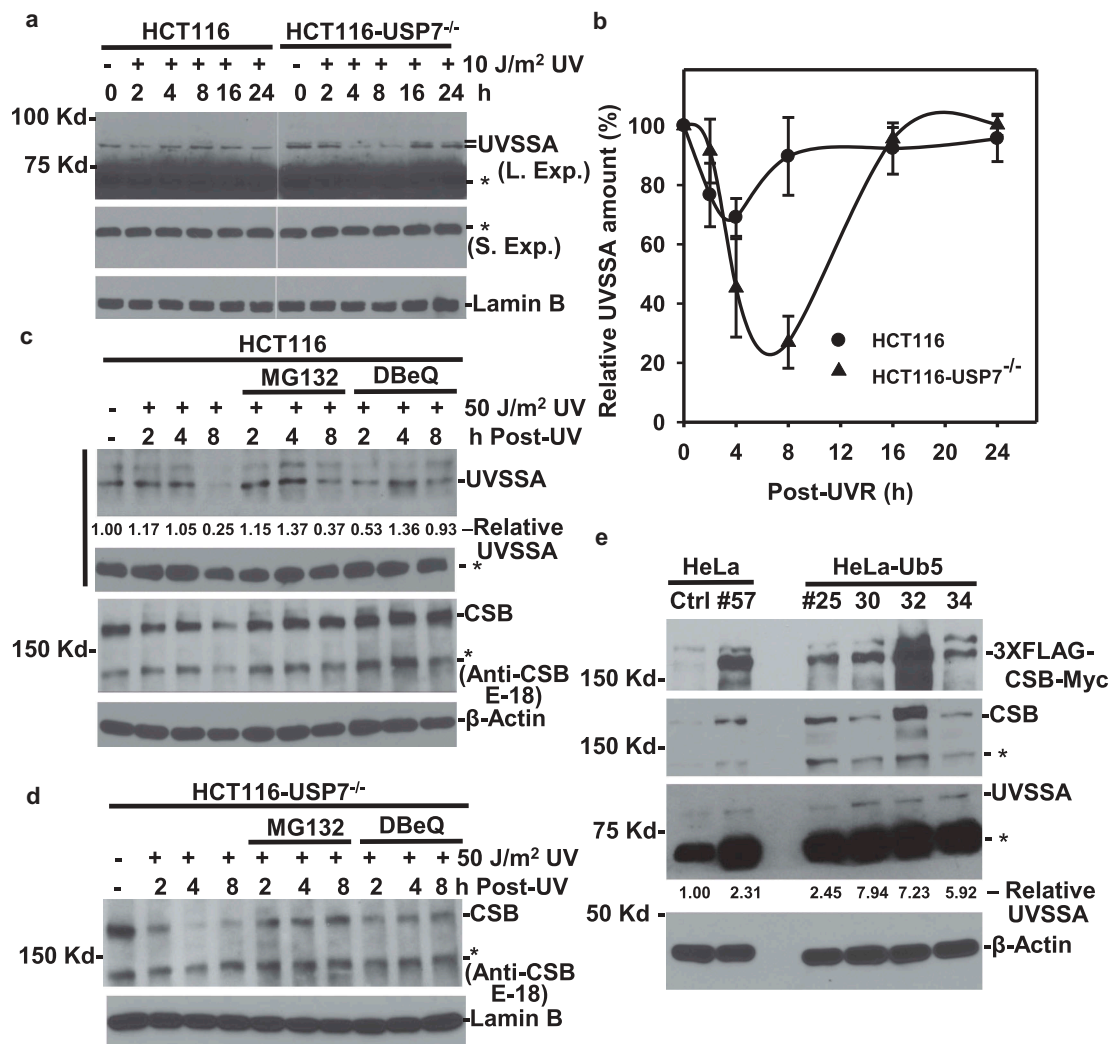 a
HCT116 HCT116-USP7-/-
- + + + + + - + + + + + 10 J/m² UV
0 2 4 8 16 24 0 2 4 8 16 24 h
100 Kd
=UVSSA
75 Kd
(L. Exp.)
-*
-*
(S. Exp.)
-Lamin B
b
Relative UVSSA amount (%)
100
80
60
40
20
0
HCT116
HCT116-USP7-/-
0 4 8 12 16 20 24
Post-UVR (h)
c
HCT116
MG132 DBeQ
- + + + + + + + + + 50 J/m² UV
- 2 4 8 2 4 8 2 4 8 h Post-UV
-UVSSA
1.00 1.17 1.05 0.25 1.15 1.37 0.37 0.53 1.36 0.93 –Relative
UVSSA
-*
-CSB
150 Kd
-*
(Anti-CSB
E-18)
-β-Actin
d
HCT116-USP7-/-
MG132 DBeQ
- + + + + + + + + + 50 J/m² UV
- 2 4 8 2 4 8 2 4 8 h Post-UV
-CSB
150 Kd
-*
(Anti-CSB
E-18)
-Lamin B
e
HeLa HeLa-Ub5
Ctrl #57 #25 30 32 34
-3XFLAG-
CSB-Myc
150 Kd
-CSB
150 Kd
-*
-UVSSA
75 Kd
-*
1.00 2.31 2.45 7.94 7.23 5.92 – Relative
UVSSA
50 Kd
-β-Actin